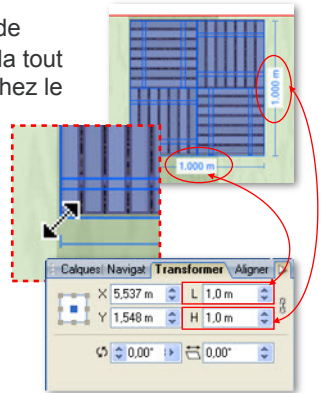 de
la tout
hez le
1.000 m
1.000 m
Calques Navigat Transformer Aligner
X 5,537 m L 1,0 m
Y 1,548 m H 1,0 m
0,00° 0,00°